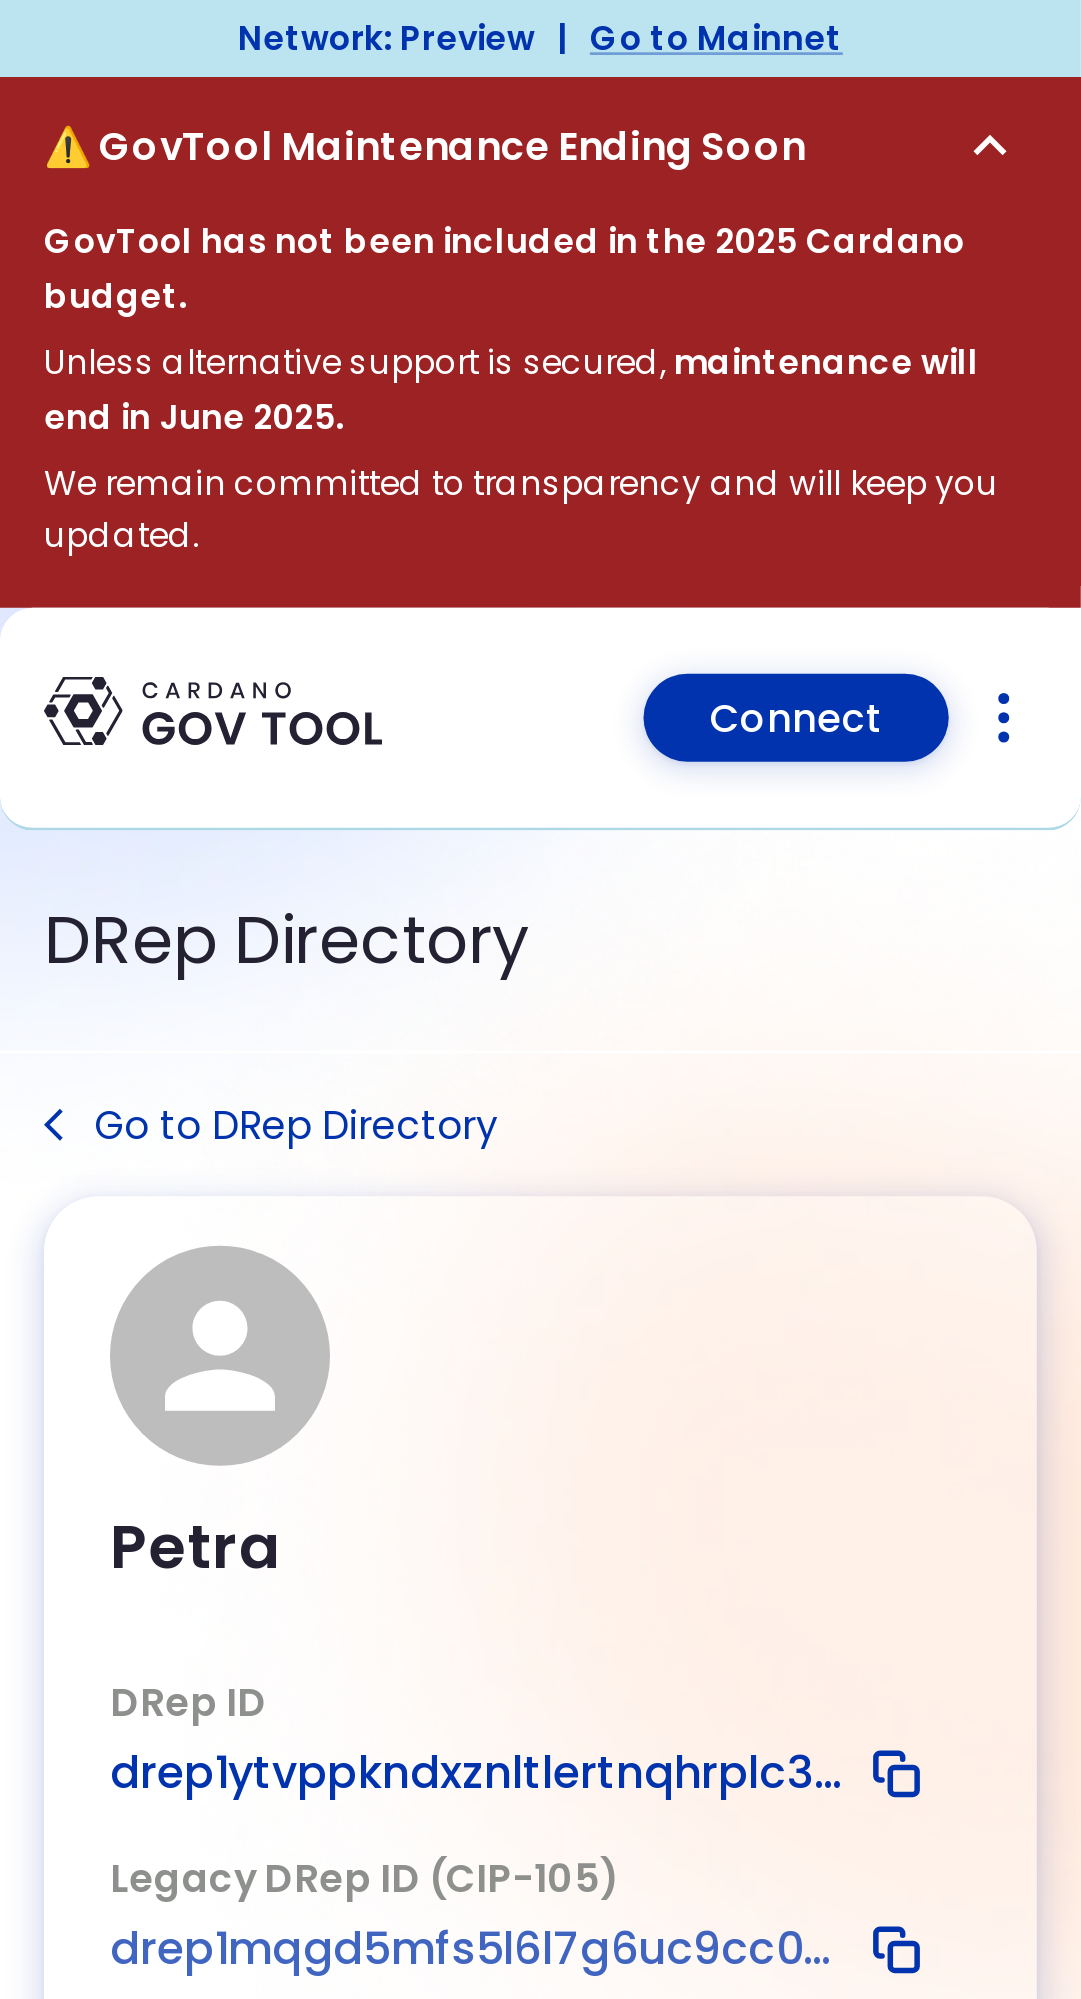 Network: Preview | Go to Mainnet
⚠️ GovTool Maintenance Ending Soon
GovTool has not been included in the 2025 Cardano
budget.
Unless alternative support is secured, maintenance will
end in June 2025.
We remain committed to transparency and will keep you
updated.
CARDANO
GOV TOOL
Connect
DRep Directory
Go to DRep Directory
Petra
DRep ID
drep1ytvppkndxznltlertnqhrplc3...
Legacy DRep ID (CIP-105)
drep1mqgd5mfs5l6l7g6uc9cc0...